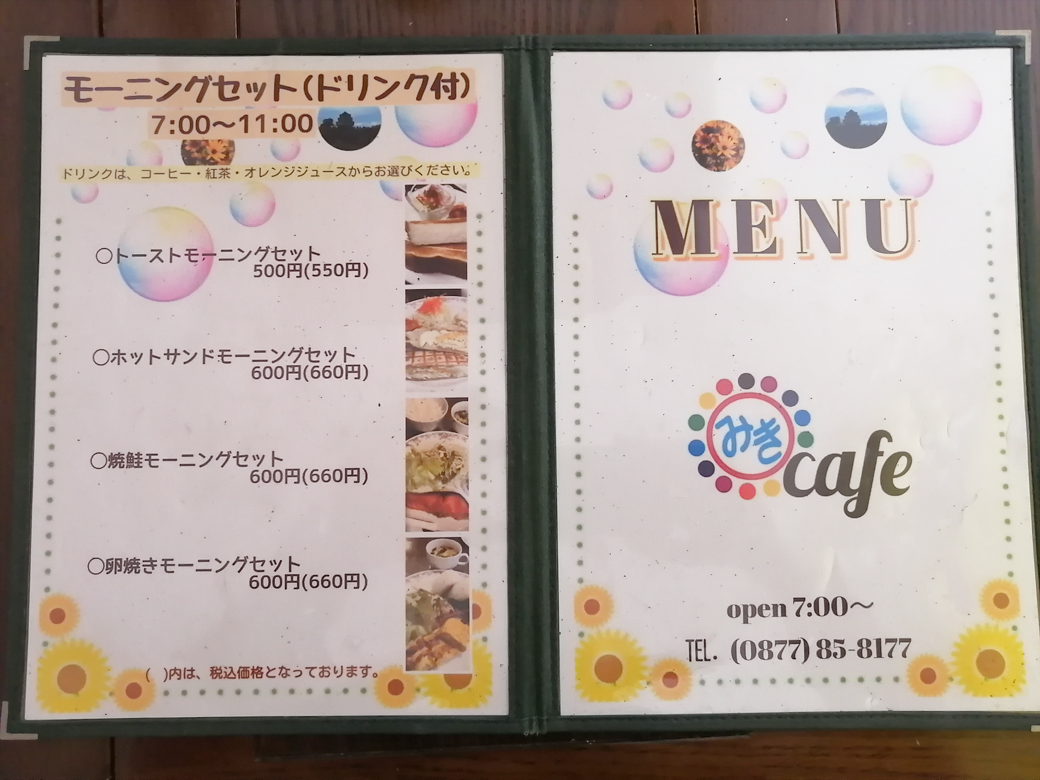 モーニングセット(ドリンク付)
7:00～11:00
ドリンクは、コーヒー・紅茶・オレンジジュースからお選びください。
○トーストモーニングセット
500円(550円)
○ホットサンドモーニングセット
600円(660円)
○焼鮭モーニングセット
600円(660円)
○卵焼きモーニングセット
600円(660円)
(　)内は、税込価格となっております。
MENU
みき
cafe
open 7:00～
TEL. (0877) 85-8177